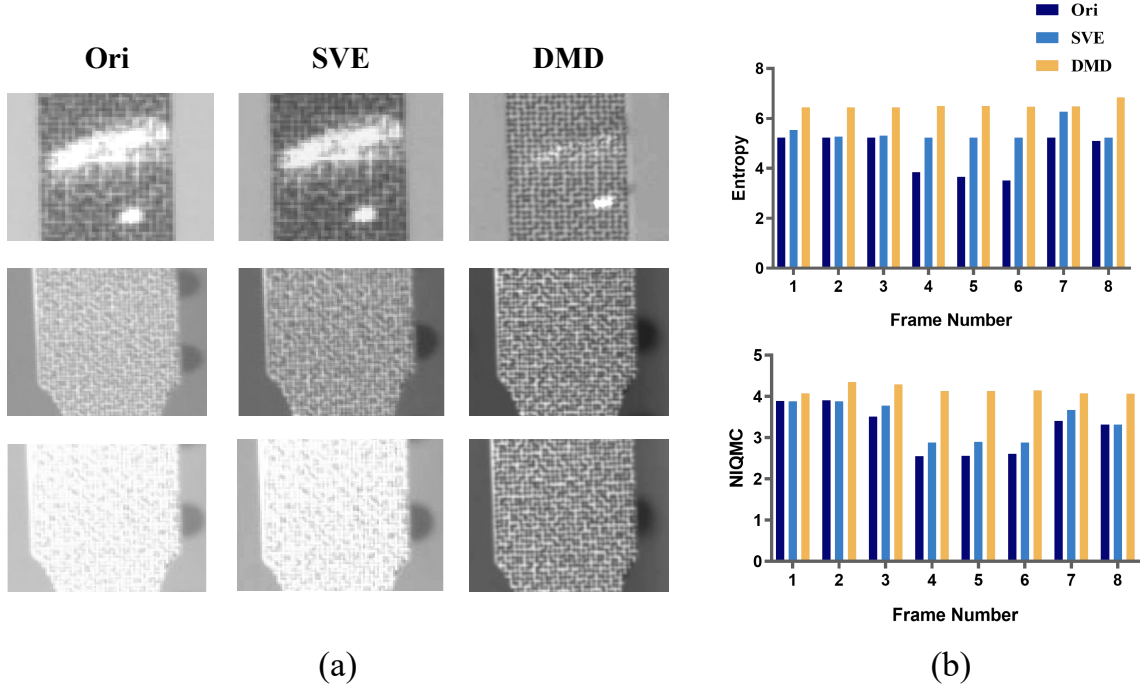 (a)
Ori SVE DMD
Ori
SVE
DMD
8
6
4
2
0
Entropy
1 2 3 4 5 6 7 8
Frame Number
5
4
3
2
1
0
NIQMC
1 2 3 4 5 6 7 8
Frame Number
(a)
(b)